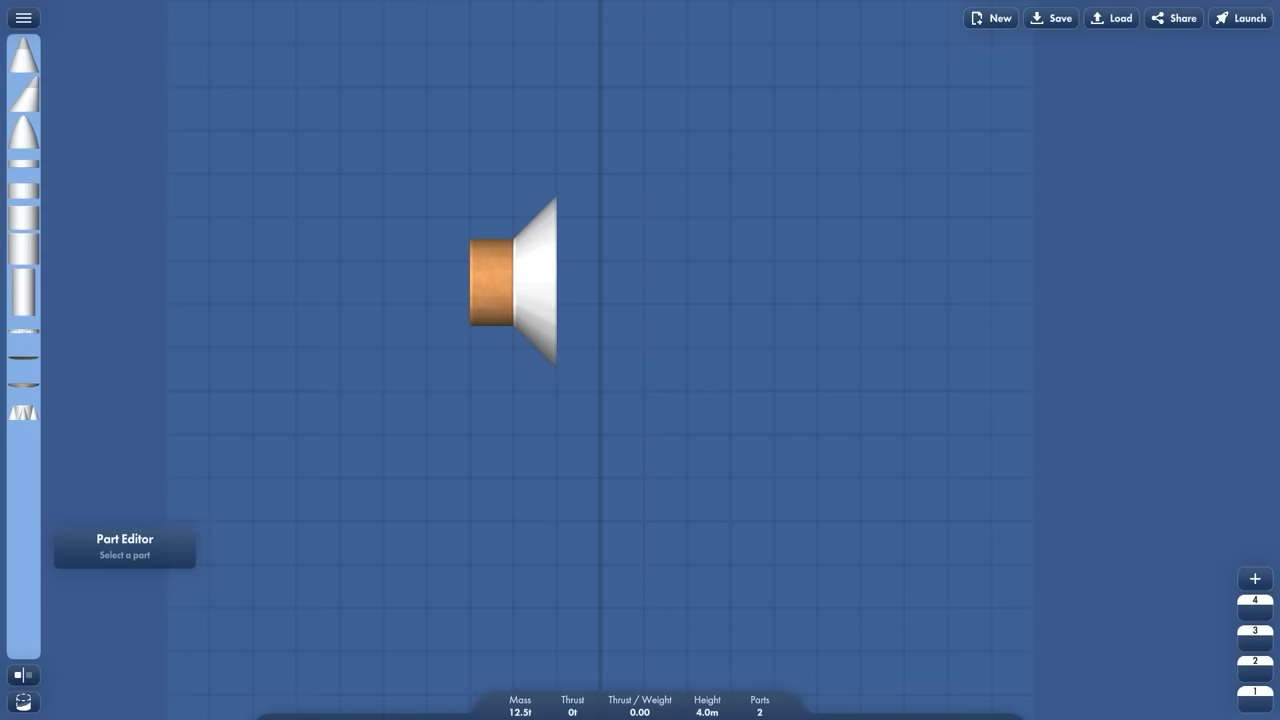 New
Save
Load
Share
Launch
Part Editor
Select a part
4
3
2
1
Mass
12.5t
Thrust
0t
Thrust / Weight
0.00
Height
4.0m
Parts
2